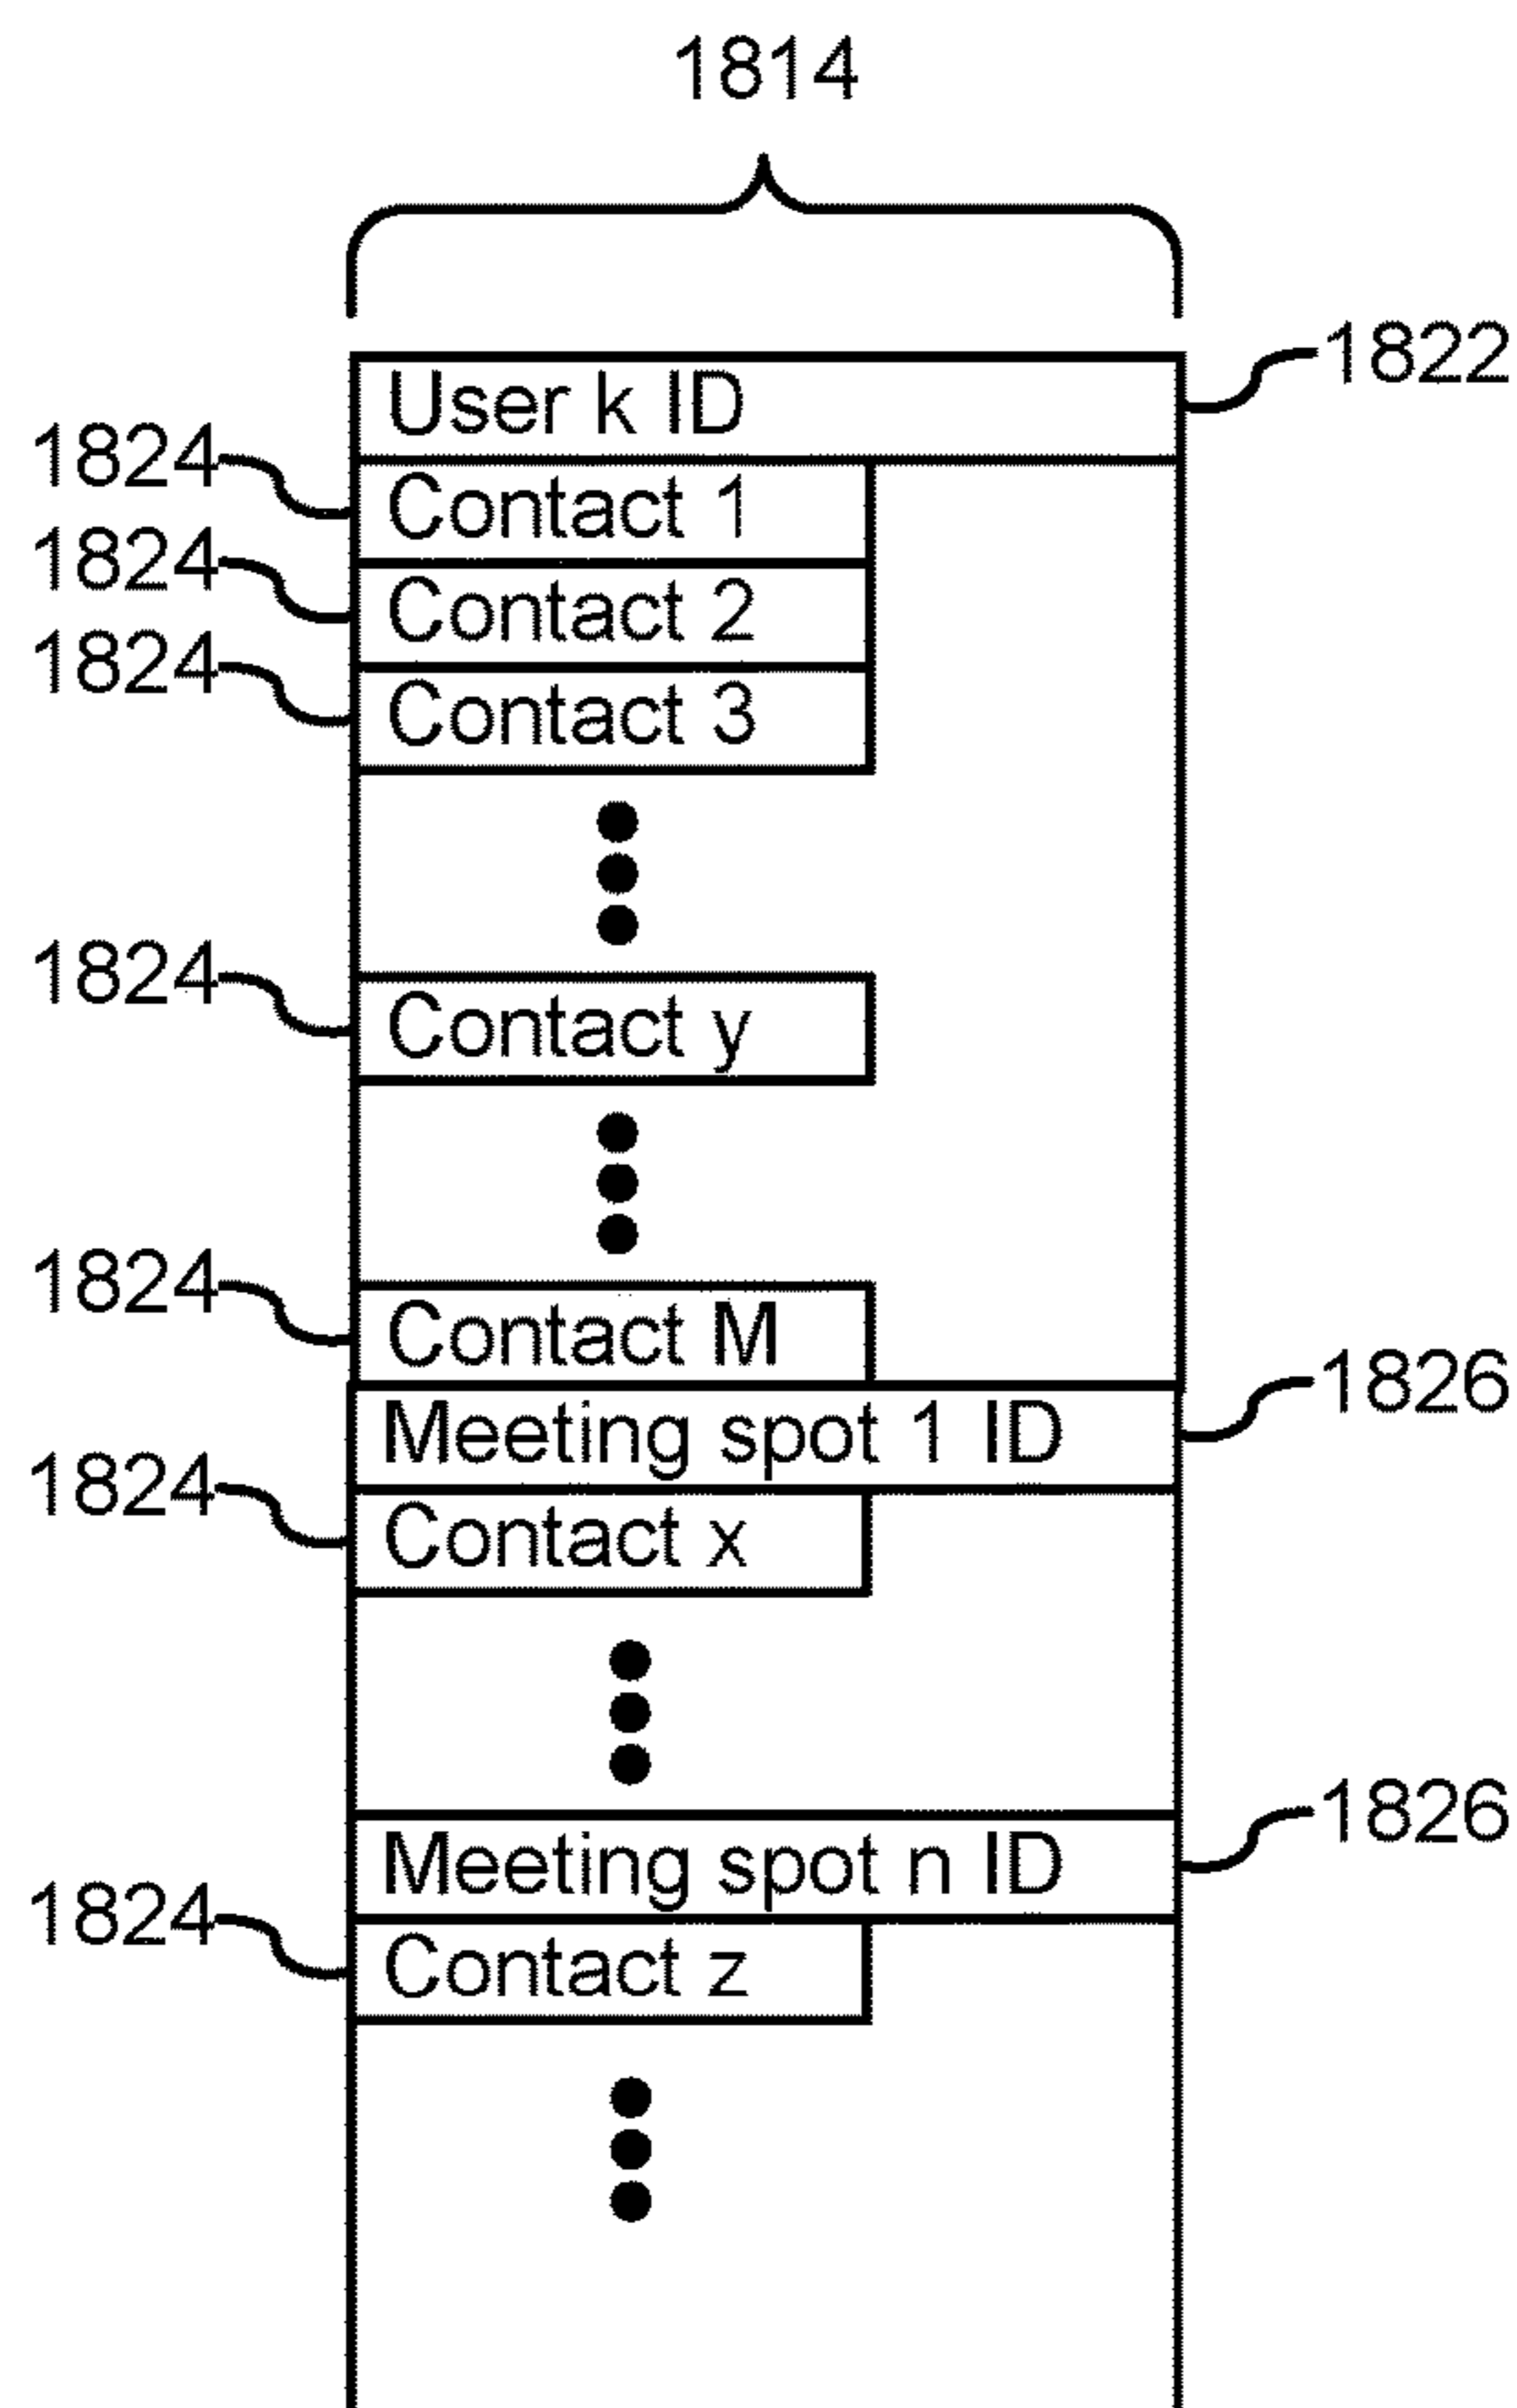 1814
1822
User k ID
1824
Contact 1
1824
Contact 2
1824
Contact 3
1824
Contact y
1824
Contact M
1826
Meeting spot 1 ID
1824
Contact x
1826
Meeting spot n ID
1824
Contact z